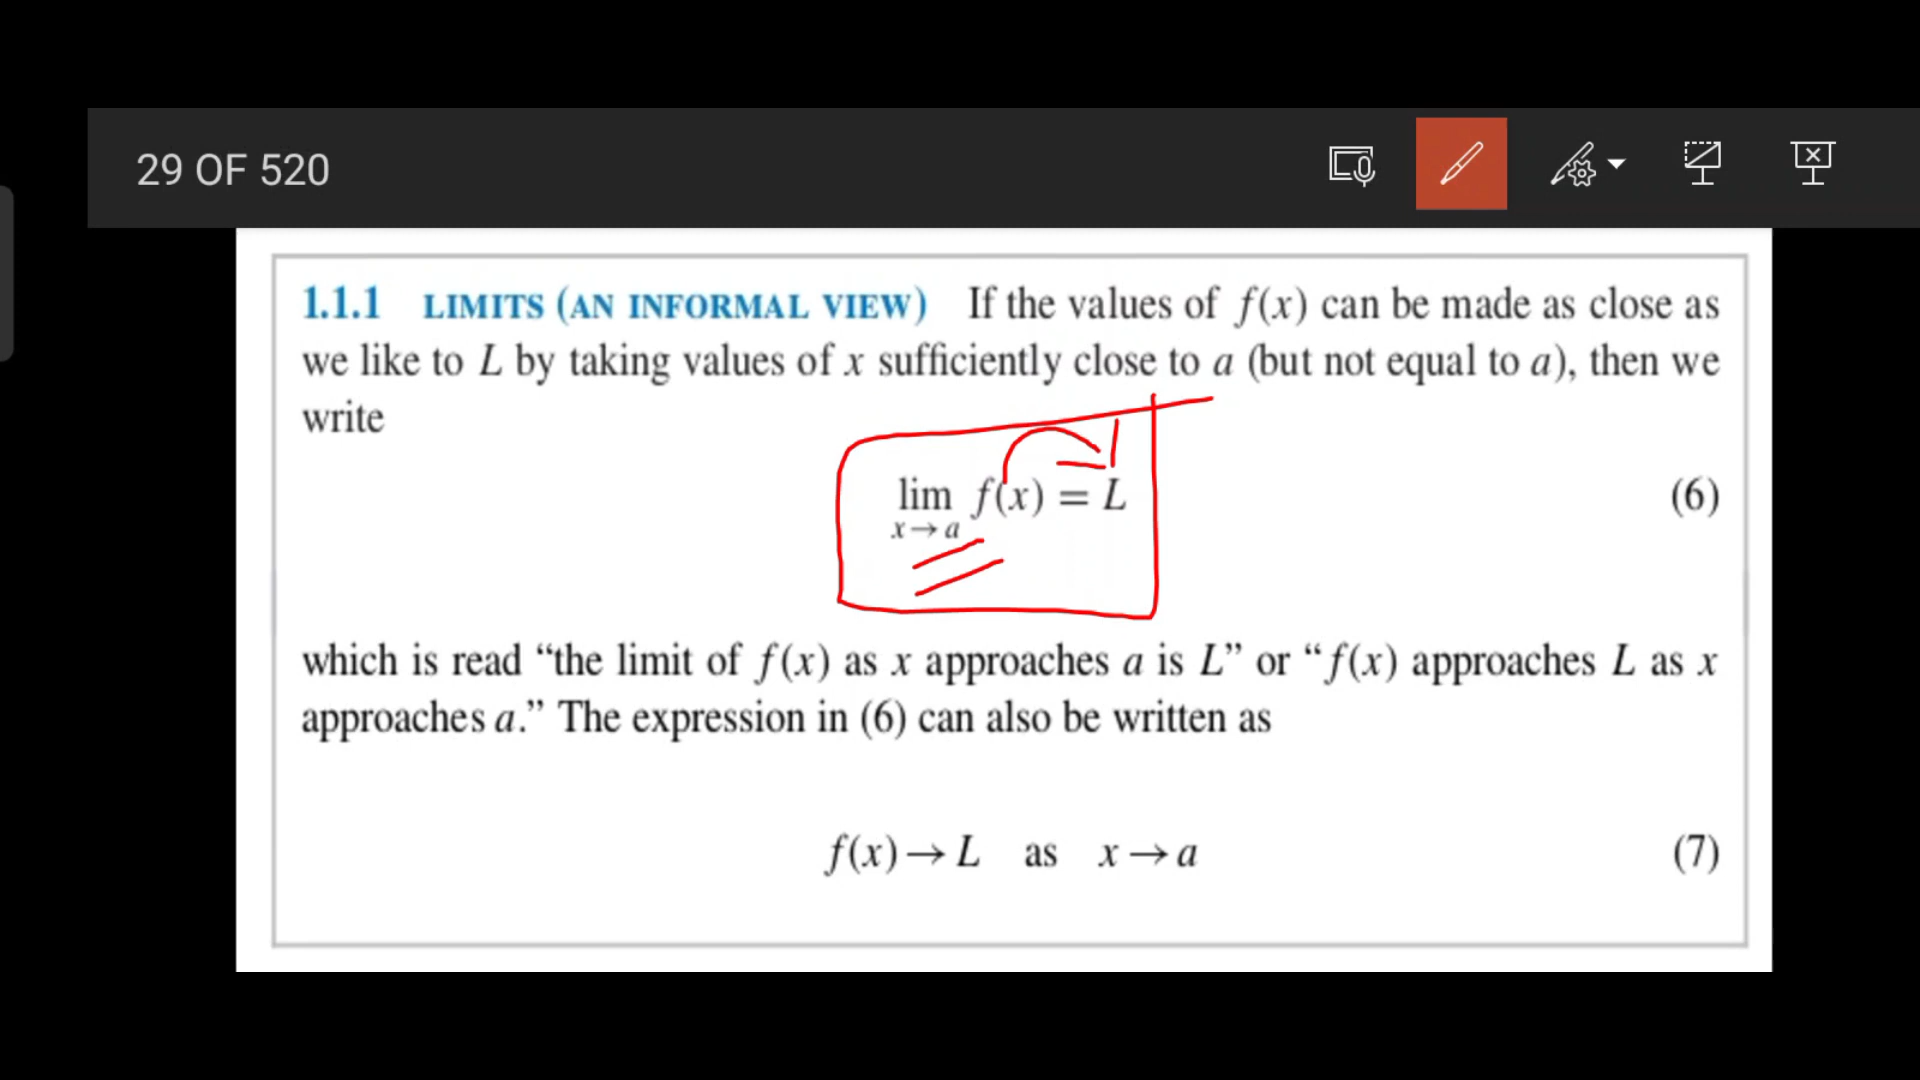 29 OF 520
1.1.1 LIMITS (AN INFORMAL VIEW) If the values of f(x) can be made as close as
we like to L by taking values of x sufficiently close to a (but not equal to a), then we
write
lim f(x) = L (6)
x→a
which is read “the limit of f(x) as x approaches a is L” or “f(x) approaches L as x
approaches a.” The expression in (6) can also be written as
f(x)→L as x→a (7)